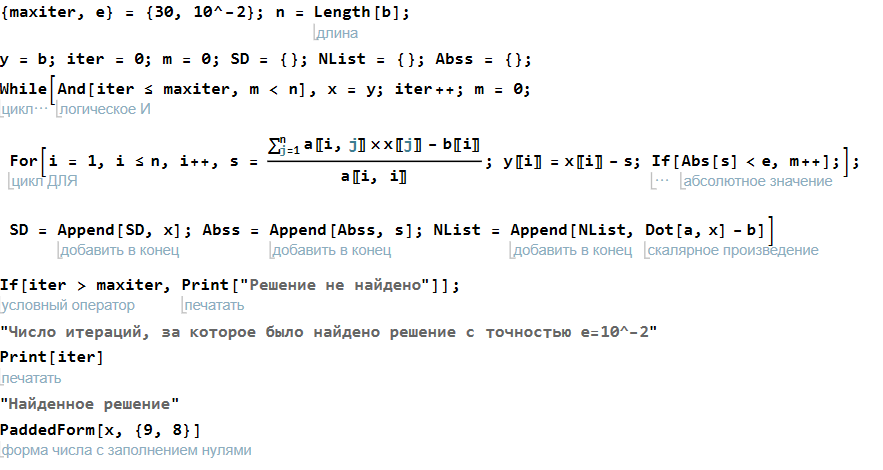 {maxiter, e} = {30, 10^-2}; n = Length[b];
длина
y = b; iter = 0; m = 0; SD = {}; NList = {}; Abss = {};
While[And[iter ≤ maxiter, m < n], x = y; iter++; m = 0;
цикл⋯ логическое И
For[i = 1, i ≤ n, i++, s = (∑_{j=1}^{n} a⟦i, j⟧×x⟦j⟧ - b⟦i⟧)/(a⟦i, i⟧); y⟦i⟧ = x⟦i⟧ - s; If[Abs[s] < e, m++];];
цикл ДЛЯ ⋯ абсолютное значение
SD = Append[SD, x]; Abss = Append[Abss, s]; NList = Append[NList, Dot[a, x] - b]]
добавить в конец добавить в конец добавить в конец скалярное произведение
If[iter > maxiter, Print["Решение не найдено"]];
условный оператор печатать
"Число итераций, за которое было найдено решение с точностью e=10^-2"
Print[iter]
печатать
"Найденное решение"
PaddedForm[x, {9, 8}]
форма числа с заполнением нулями